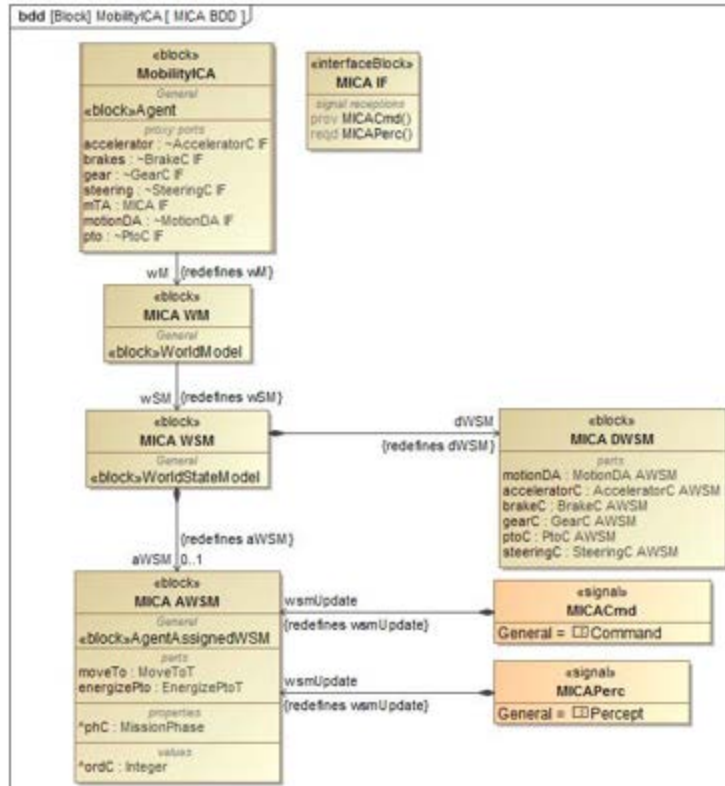 bdd [Block] MobilityICA [ MICA BDD ]
«block»
MobilityICA
General
«block»Agent
proxy ports
accelerator : ~AcceleratorC IF
brakes : ~BrakeC IF
gear : ~GearC IF
steering : ~SteeringC IF
mTA : MICA IF
motionDA : ~MotionDA IF
pto : ~PtoC IF
«interfaceBlock»
MICA IF
signal receptions
prov MICACmd()
reqd MICAPerc()
wM {redefines wM}
«block»
MICA WM
General
«block»WorldModel
wSM {redefines wSM}
«block»
MICA WSM
General
«block»WorldStateModel
dWSM
{redefines dWSM}
«block»
MICA DWSM
parts
motionDA : MotionDA AWSM
acceleratorC : AcceleratorC AWSM
brakeC : BrakeC AWSM
gearC : GearC AWSM
ptoC : PtoC AWSM
steeringC : SteeringC AWSM
{redefines aWSM}
aWSM 0..1
«block»
MICA AWSM
General
«block»AgentAssignedWSM
parts
moveTo : MoveToT
energizePto : EnergizePtoT
properties
^phC : MissionPhase
values
^ordC : Integer
wsmUpdate
{redefines wsmUpdate}
«signal»
MICACmd
General = Command
wsmUpdate
{redefines wsmUpdate}
«signal»
MICAPerc
General = Percept